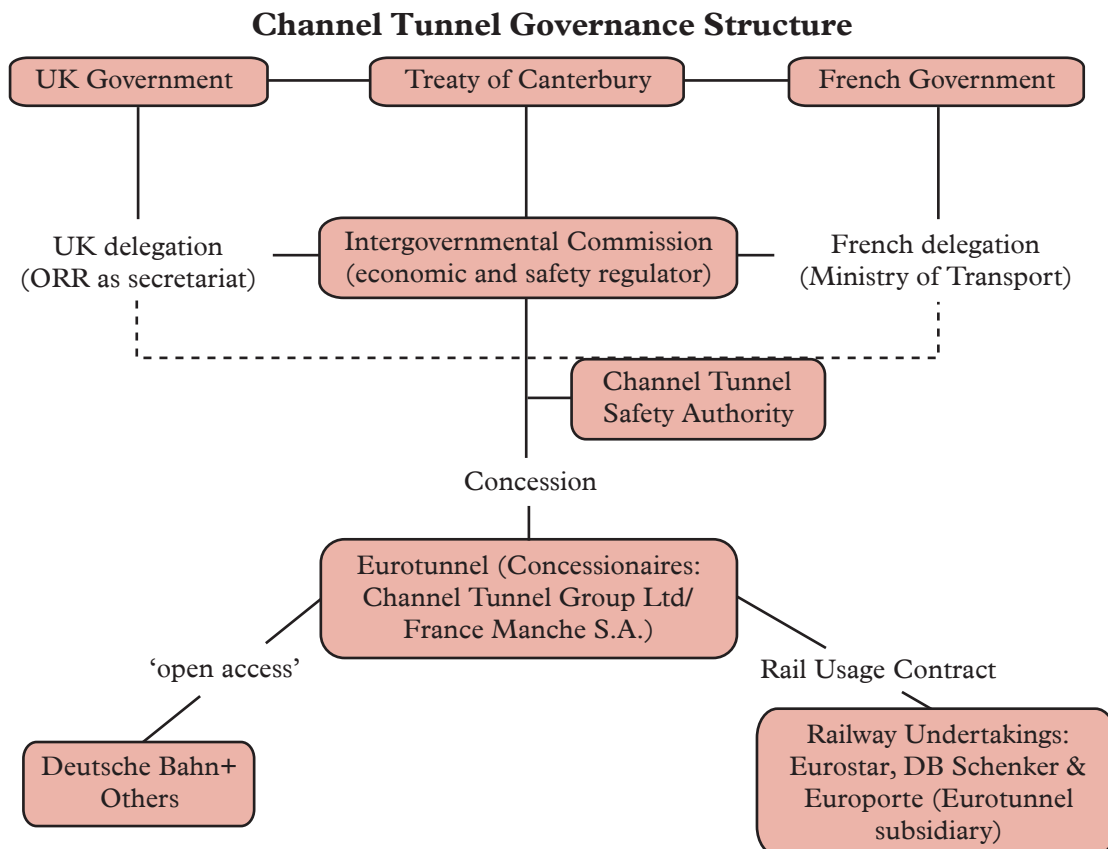 Channel Tunnel Governance Structure
UK Government
Treaty of Canterbury
French Government
UK delegation
(ORR as secretariat)
Intergovernmental Commission
(economic and safety regulator)
French delegation
(Ministry of Transport)
Channel Tunnel
Safety Authority
Concession
Eurotunnel (Concessionaires:
Channel Tunnel Group Ltd/
France Manche S.A.)
‘open access’
Rail Usage Contract
Deutsche Bahn+
Others
Railway Undertakings:
Eurostar, DB Schenker &
Europorte (Eurotunnel
subsidiary)